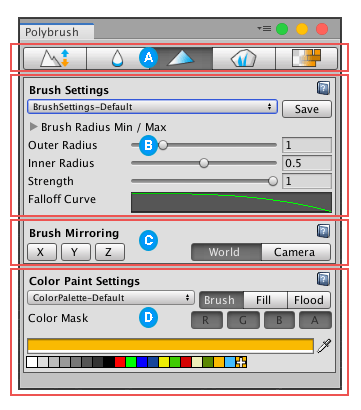 Polybrush
A
Brush Settings
BrushSettings-Default
Save
Brush Radius Min / Max
Outer Radius B 1
Inner Radius 0.5
Strength 1
Falloff Curve
Brush Mirroring
X Y Z C World Camera
Color Paint Settings
ColorPalette-Default Brush Fill Flood
Color Mask D R G B A